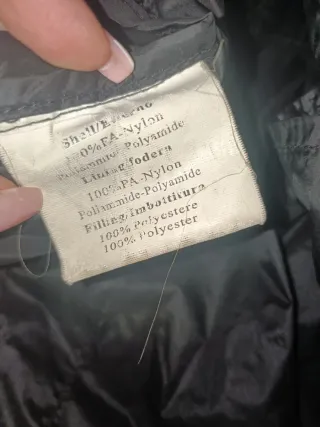 Shell/Esterno
0%PA-Nylon
Poliammide-Polyamide
Lining/fodera
100%PA-Nylon
Poliammide-Polyamide
Filling/imbottitura
100% Polyestere
100% Polyester